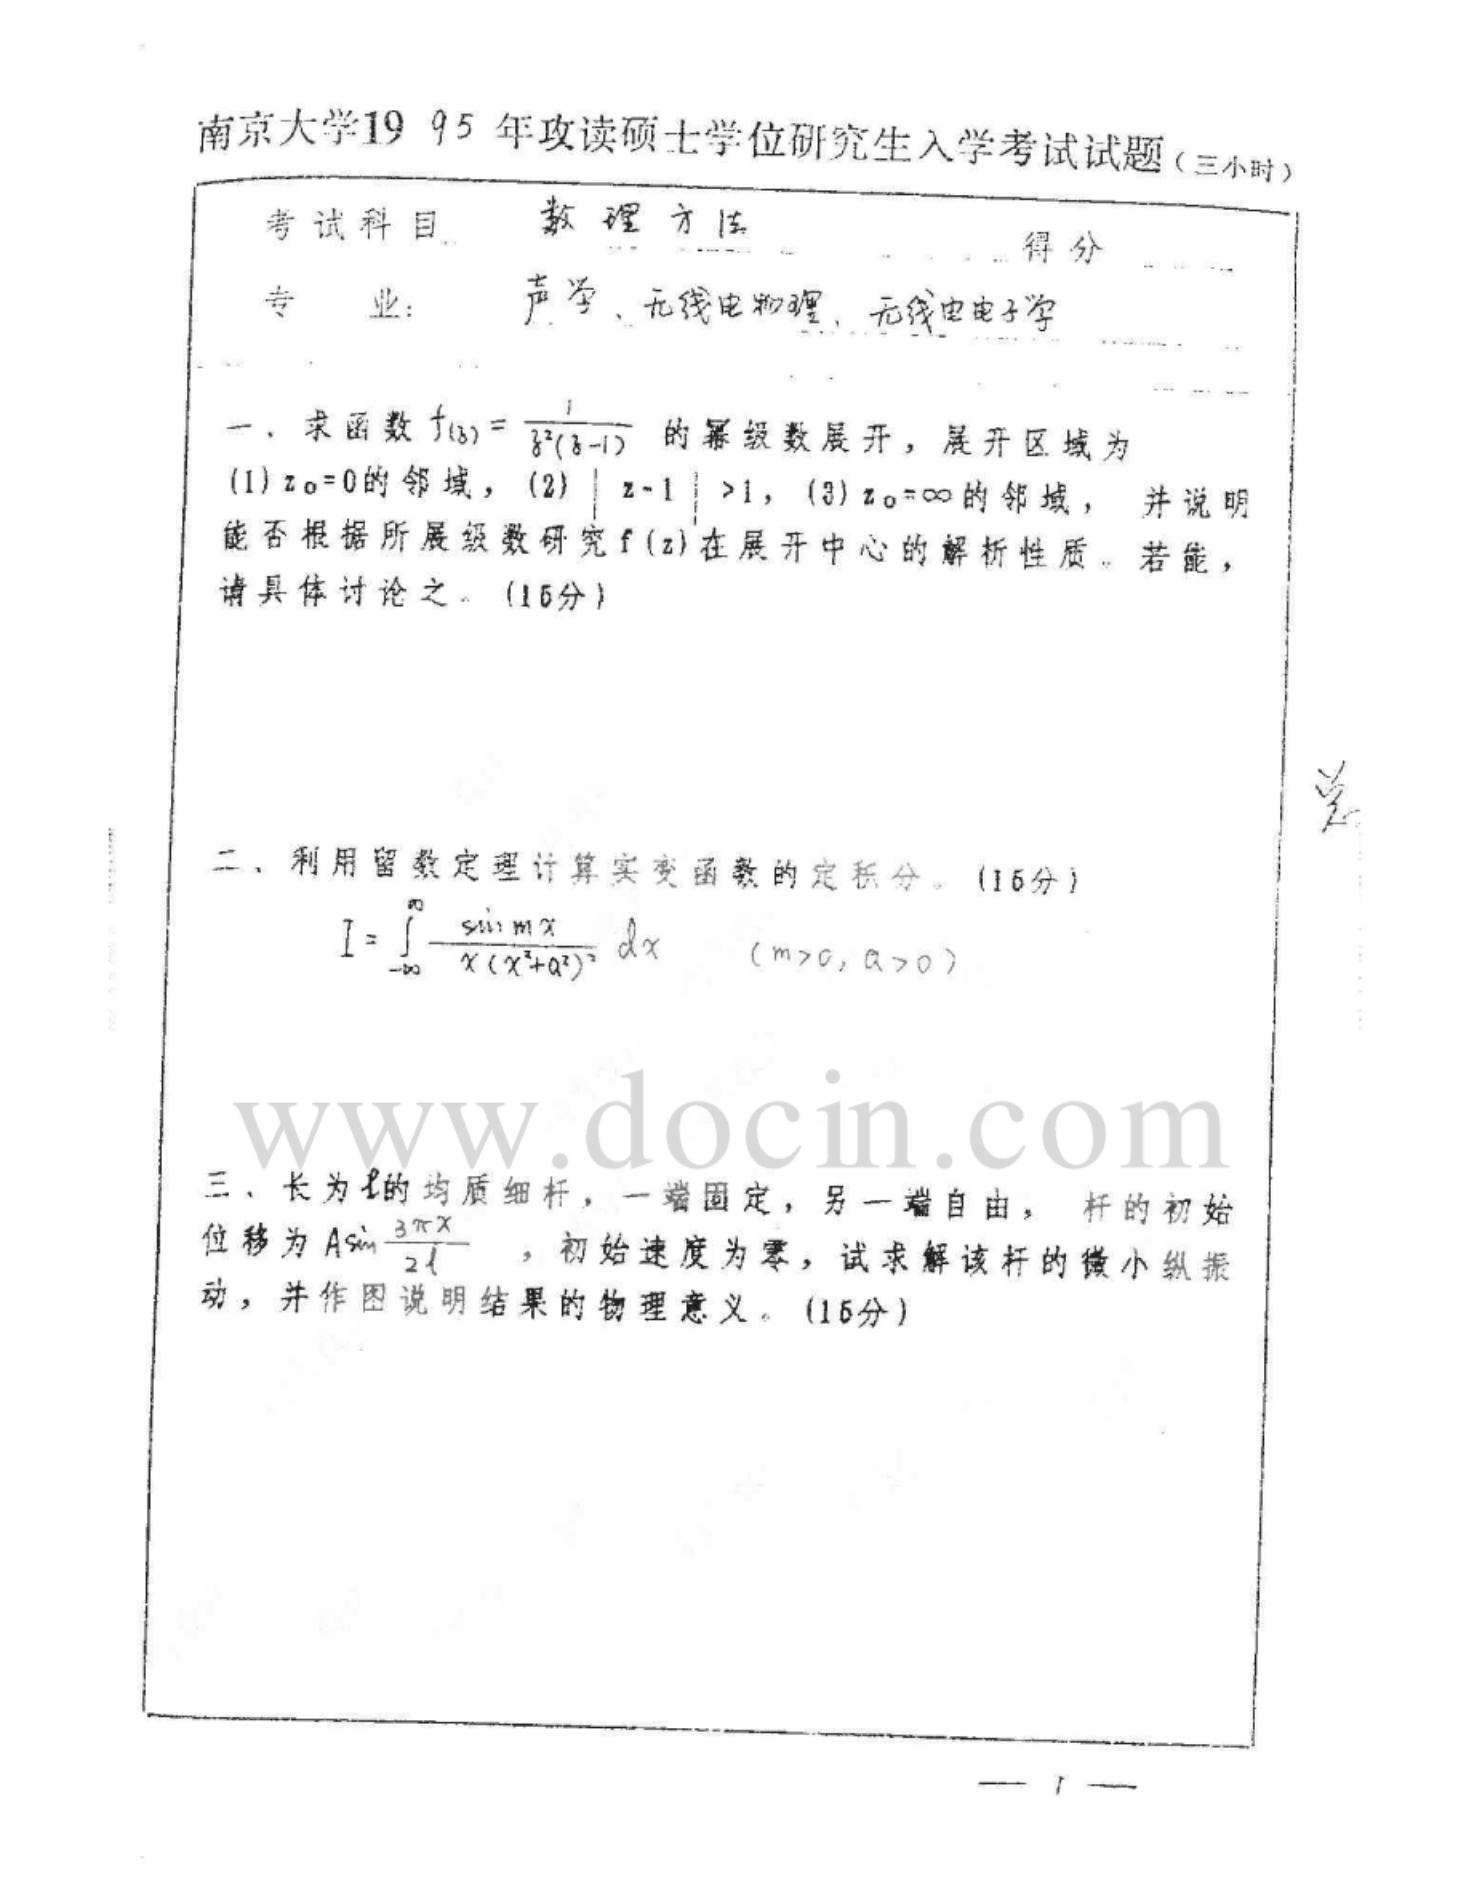 南京大学1995年攻读硕士学位研究生入学考试试题(三小时)
考试科目 数理方法 得分
专 业: 声学、无线电物理、无线电电子学
一、求函数 f(z)= 1/(z²(z-1)) 的幂级数展开，展开区域为
(1) z₀=0的邻域，(2) |z-1|>1，(3) z₀=∞的邻域， 并说明
能否根据所展级数研究f(z)在展开中心的解析性质。若能，
请具体讨论之。(15分)
二、利用留数定理计算实变函数的定积分。(15分)
I=∫_{-∞}^{∞} sin mx/(x(x²+a²)²) dx (m>0, a>0)
www.docin.com
三、长为ℓ的均质细杆，一端固定，另一端自由， 杆的初始
位移为 A sin 3πx/2ℓ ，初始速度为零，试求解该杆的微小纵振
动，并作图说明结果的物理意义。(15分)
— 1 —